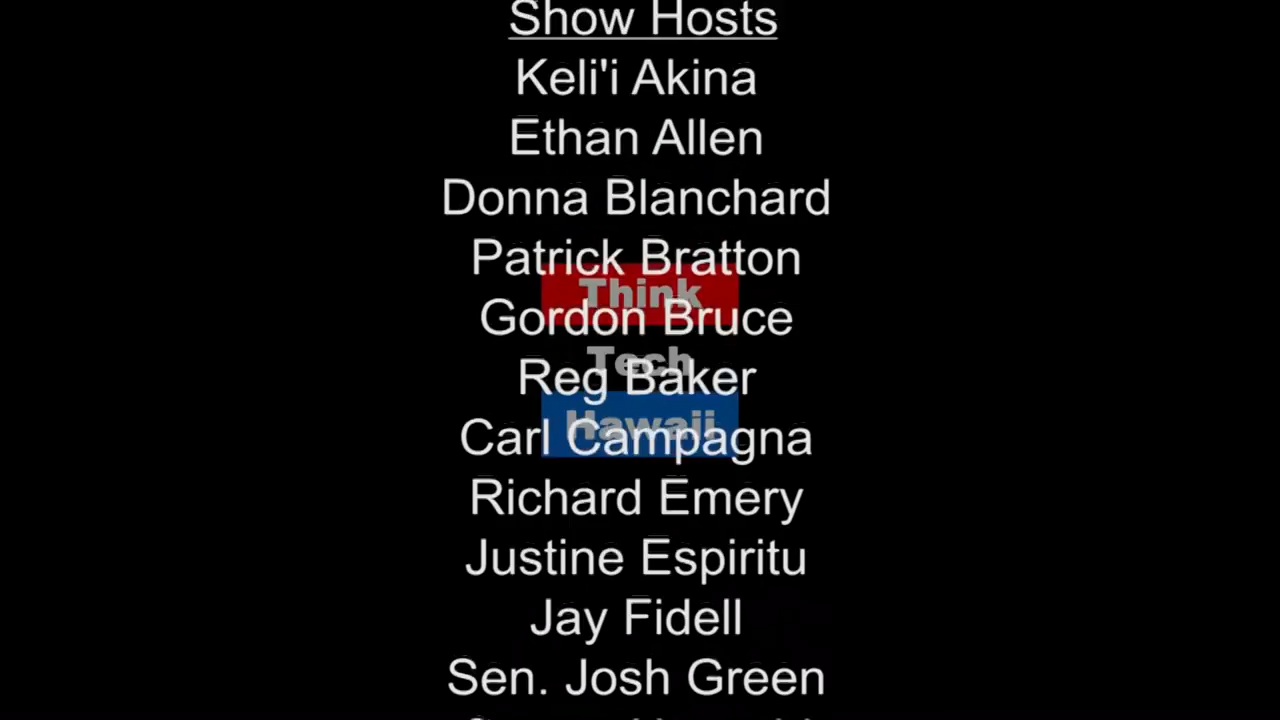 Show Hosts
Keli'i Akina
Ethan Allen
Donna Blanchard
Patrick Bratton
Think
Gordon Bruce
Tech
Reg Baker
Hawaii
Carl Campagna
Richard Emery
Justine Espiritu
Jay Fidell
Sen. Josh Green